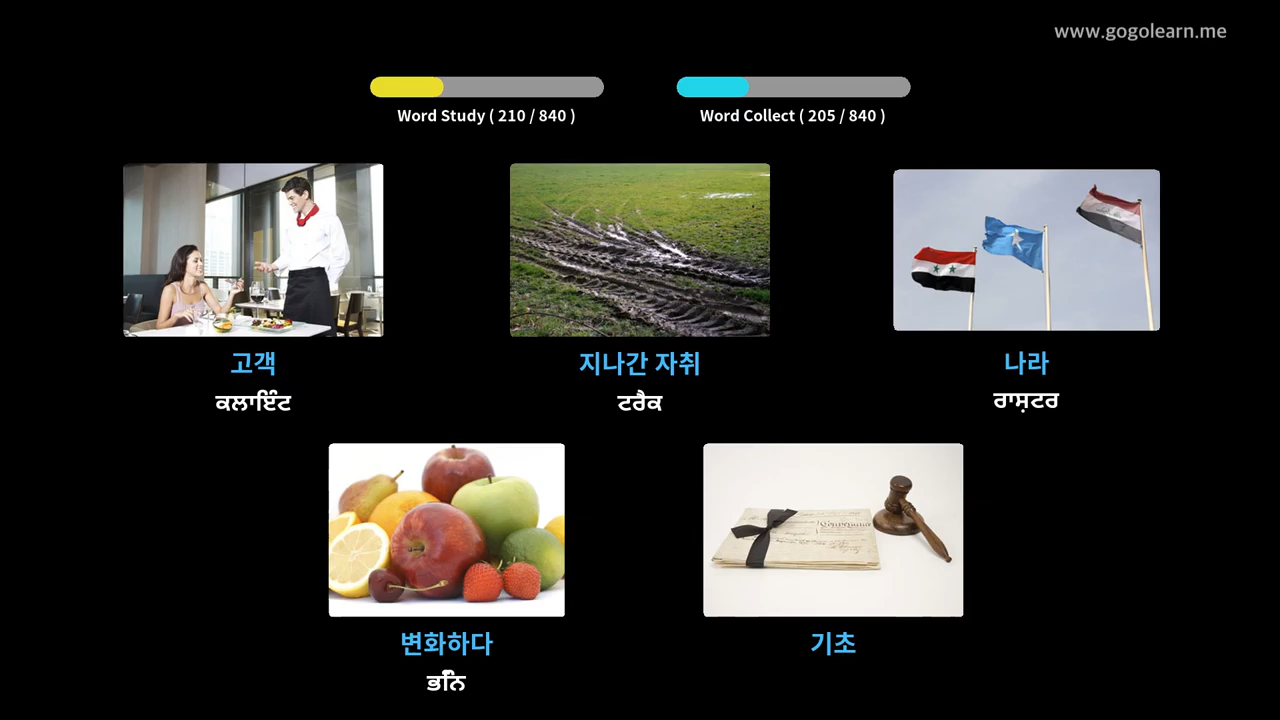 www.gogolearn.me
Word Study ( 210 / 840 )
Word Collect ( 205 / 840 )
고객
ਕਲਾਇੰਟ
지나간 자취
ਟਰੈਕ
나라
ਰਾਸ਼ਟਰ
변화하다
ਭਿੰਨ
기초